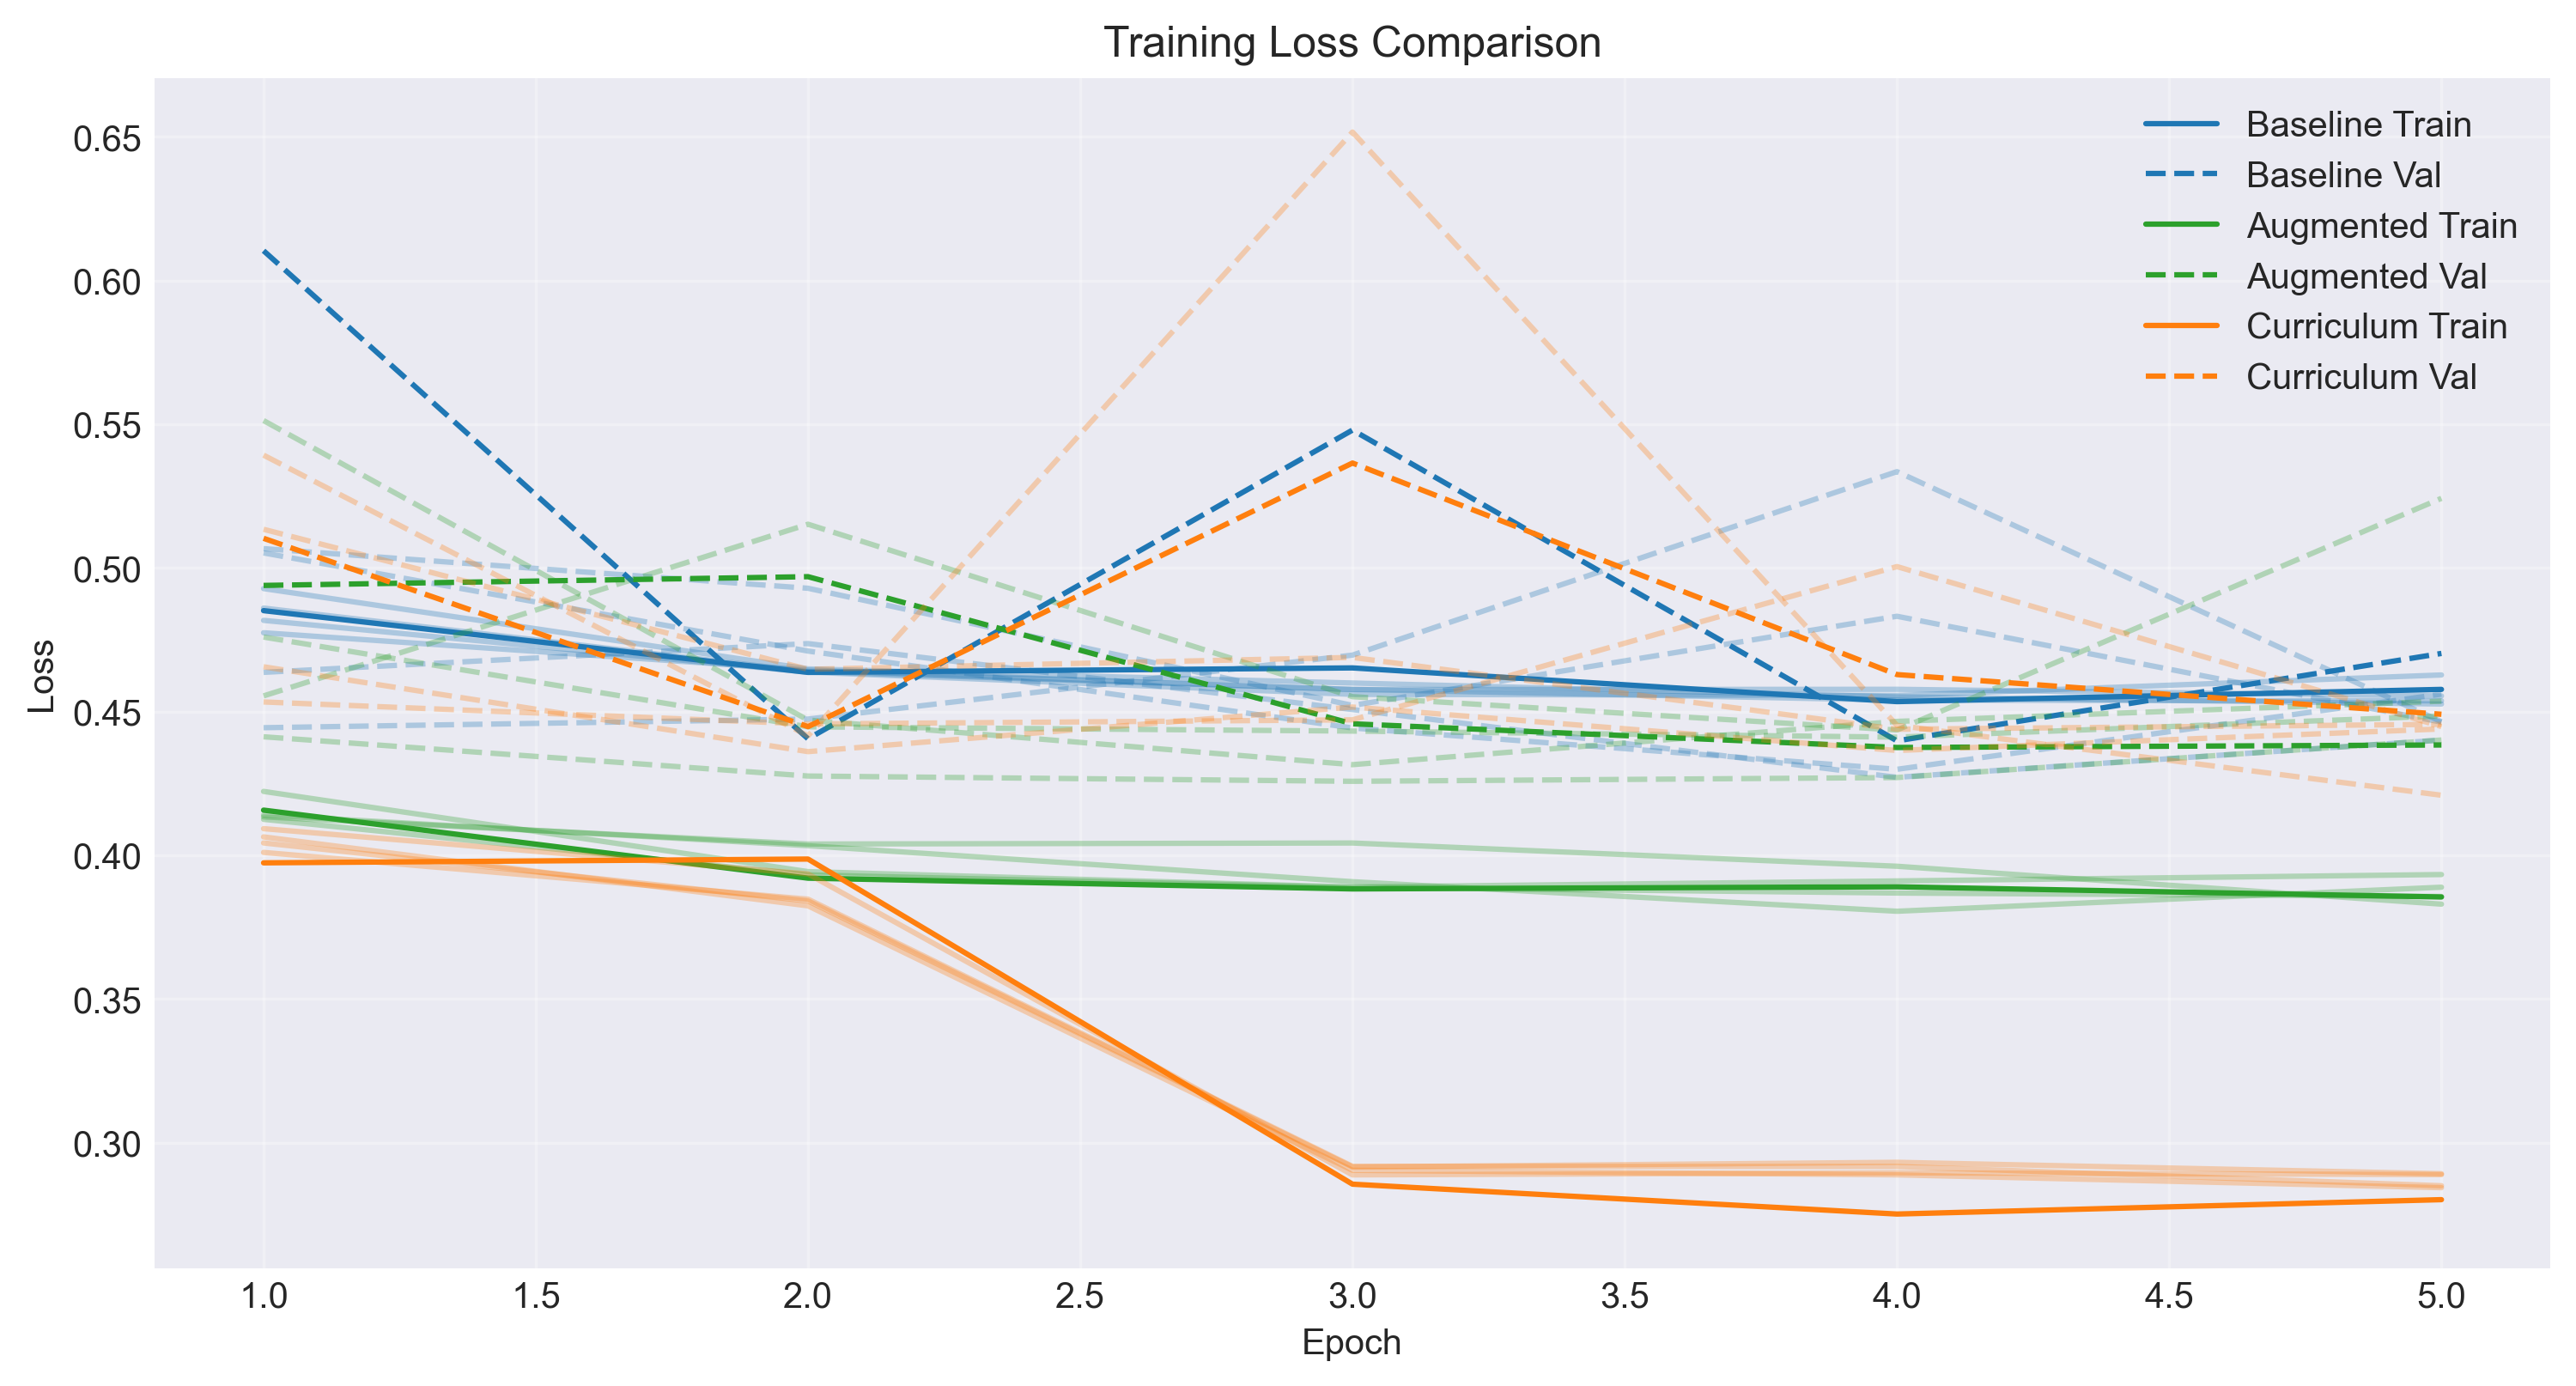 Training Loss Comparison
Baseline Train
Baseline Val
Augmented Train
Augmented Val
Curriculum Train
Curriculum Val
Loss
0.65
0.60
0.55
0.50
0.45
0.40
0.35
0.30
1.0 1.5 2.0 2.5 3.0 3.5 4.0 4.5 5.0
Epoch